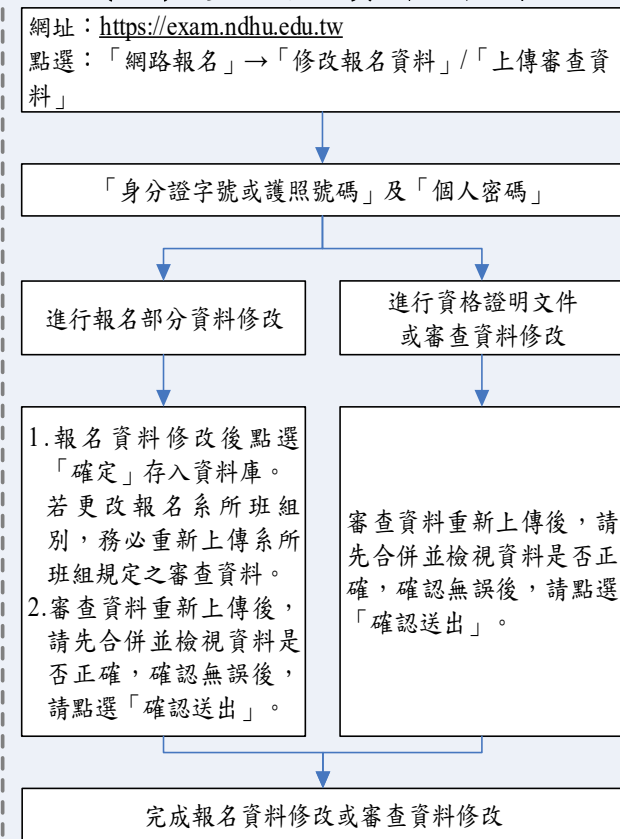 網址：https://exam.ndhu.edu.tw
點選：「網路報名」→「修改報名資料」/「上傳審查資
料」
「身分證字號或護照號碼」及「個人密碼」
進行報名部分資料修改
進行資格證明文件
或審查資料修改
1.報名資料修改後點選
「確定」存入資料庫。
若更改報名系所班組
別，務必重新上傳系所
班組規定之審查資料。
2.審查資料重新上傳後，
請先合併並檢視資料是
否正確，確認無誤後，
請點選「確認送出」。
審查資料重新上傳後，請
先合併並檢視資料是否正
確，確認無誤後，請點選
「確認送出」。
完成報名資料修改或審查資料修改